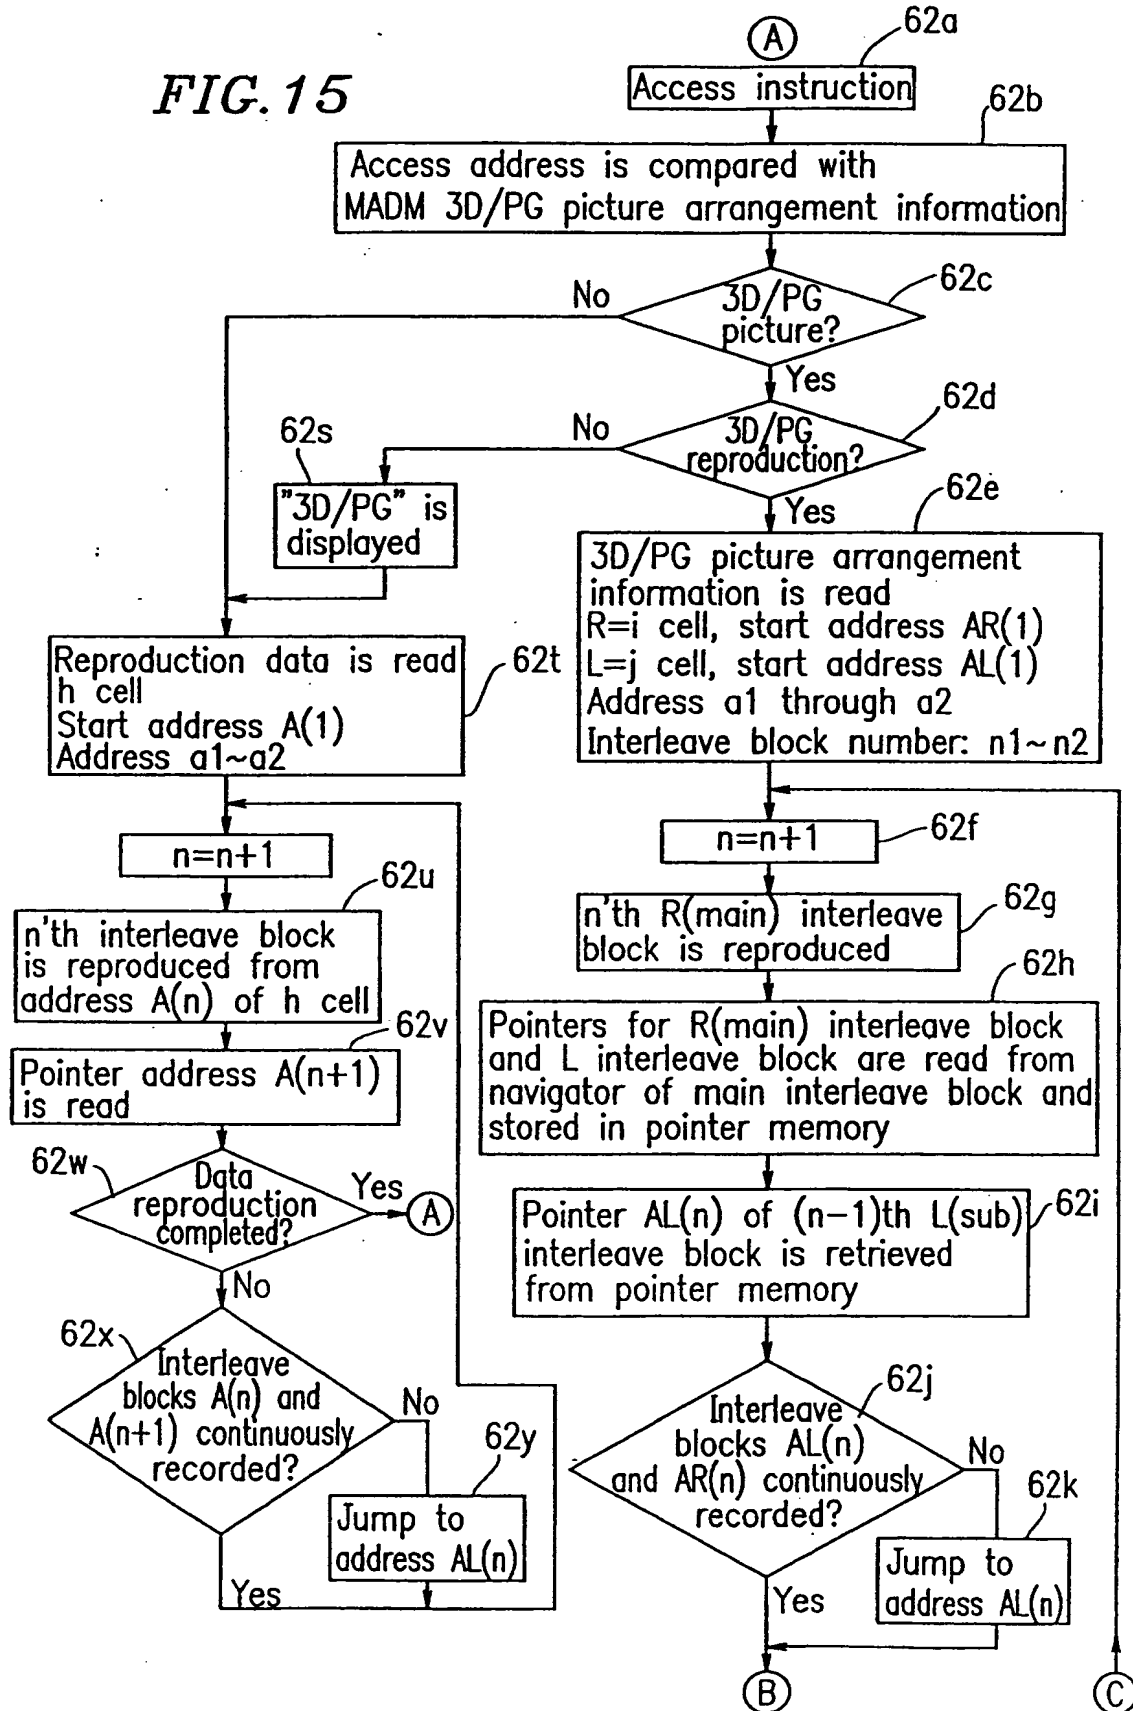 FIG.15
A
62a
Access instruction
62b
Access address is compared with
MADM 3D/PG picture arrangement information
62c
3D/PG
picture?
No
Yes
62d
3D/PG
reproduction?
No
Yes
62s
"3D/PG" is
displayed
62e
3D/PG picture arrangement
information is read
R=i cell, start address AR(1)
L=j cell, start address AL(1)
Address a1 through a2
Interleave block number: n1~n2
Reproduction data is read
h cell
Start address A(1)
Address a1~a2
62t
n=n+1
62u
n'th interleave block
is reproduced from
address A(n) of h cell
62v
Pointer address A(n+1)
is read
62w
Data
reproduction
completed?
Yes
A
No
62x
Interleave
blocks A(n) and
A(n+1) continuously
recorded?
No
62y
Jump to
address AL(n)
Yes
n=n+1
62f
n'th R(main) interleave
block is reproduced
62g
62h
Pointers for R(main) interleave block
and L interleave block are read from
navigator of main interleave block and
stored in pointer memory
Pointer AL(n) of (n-1)th L(sub)
interleave block is retrieved
from pointer memory
62i
62j
Interleave
blocks AL(n)
and AR(n) continuously
recorded?
No
62k
Jump to
address AL(n)
Yes
B
C